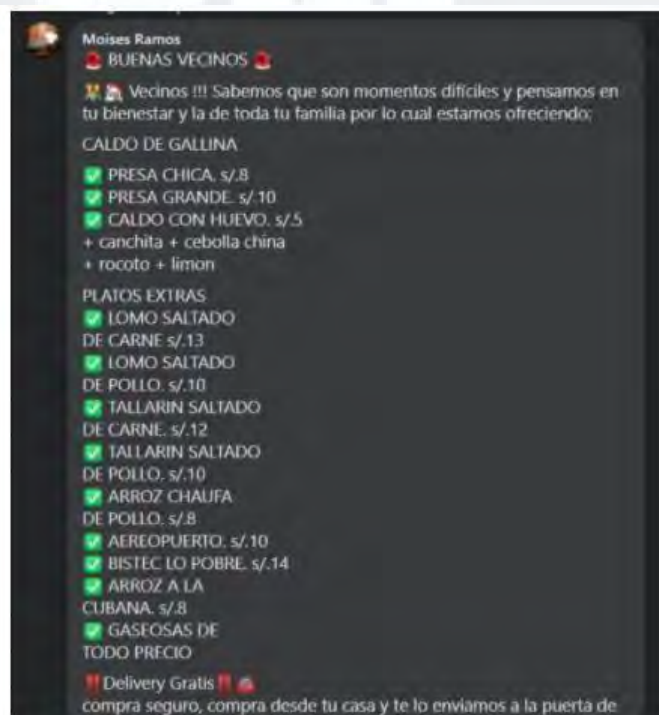 Moises Ramos
BUENAS VECINOS
Vecinos !!! Sabemos que son momentos difíciles y pensamos en
tu bienestar y la de toda tu familia por lo cual estamos ofreciendo:
CALDO DE GALLINA
✅ PRESA CHICA. s/.8
✅ PRESA GRANDE. s/.10
✅ CALDO CON HUEVO. s/.5
+ canchita + cebolla china
+ rocoto + limon
PLATOS EXTRAS
✅ LOMO SALTADO
DE CARNE s/.13
✅ LOMO SALTADO
DE POLLO. s/.10
✅ TALLARIN SALTADO
DE CARNE. s/.12
✅ TALLARIN SALTADO
DE POLLO. s/.10
✅ ARROZ CHAUFA
DE POLLO. s/.8
✅ AEREOPUERTO. s/.10
✅ BISTEC LO POBRE. s/.14
✅ ARROZ A LA
CUBANA. s/.8
✅ GASEOSAS DE
TODO PRECIO
‼️Delivery Gratis‼️
compra seguro, compra desde tu casa y te lo enviamos a la puerta de